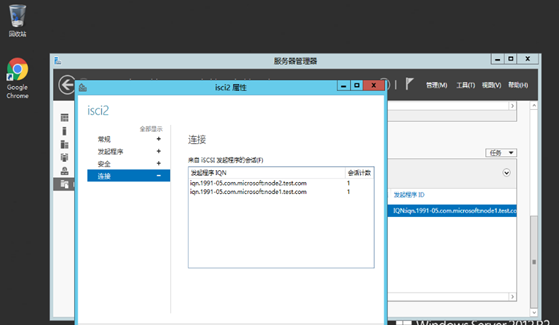 回收站
Google
Chrome
服务器管理器
管理(M) 工具(T) 视图(V) 帮助(H)
isci2 属性
isci2
全部显示
常规 +
发起程序 +
安全 +
连接 −
连接
来自 iSCSI 发起程序的会话(F)
发起程序 IQN 会话计数
iqn.1991-05.com.microsoft:node2.test.com 1
iqn.1991-05.com.microsoft:node1.test.com 1
任务
发起程序 ID
IQN:iqn.1991-05.com.microsoft:node1.test.co
Windows Server 2012 R2